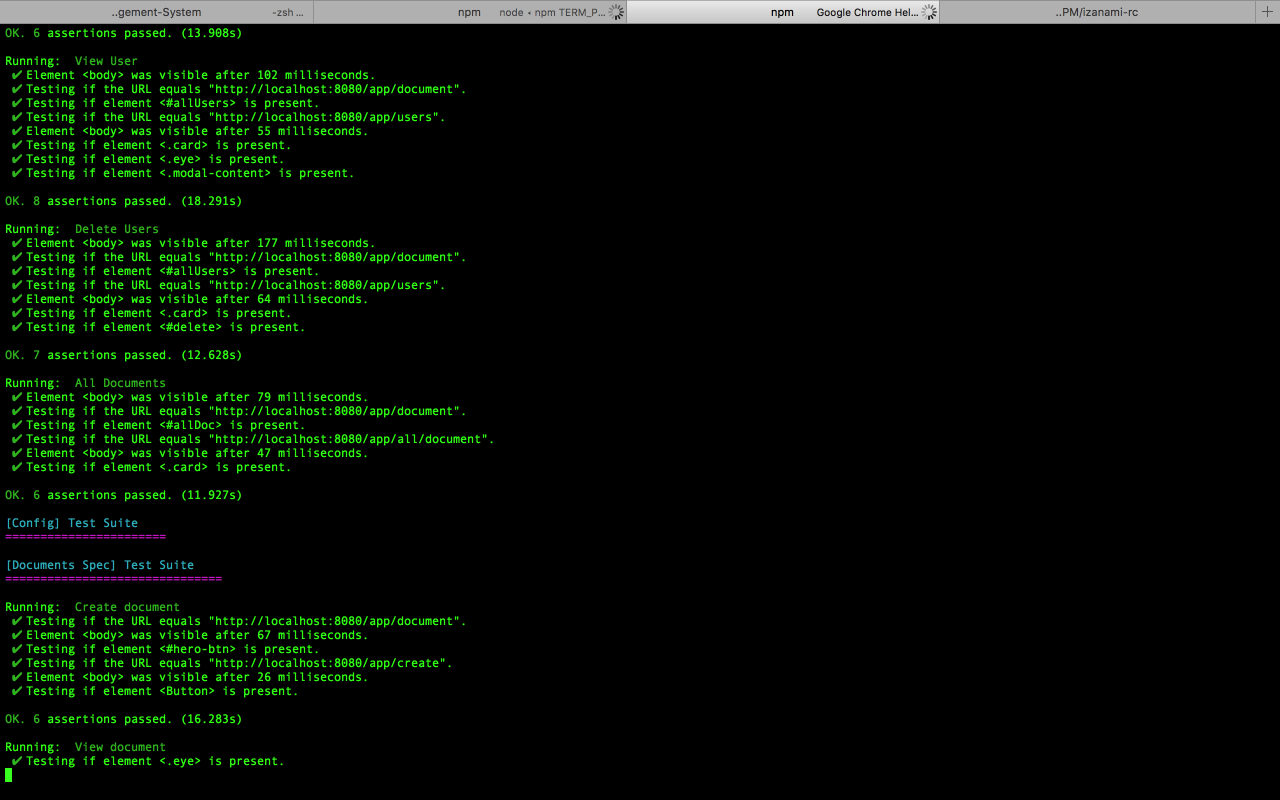 ..gement-System -zsh ... npm node • npm TERM_P... npm Google Chrome Hel... ..PM/izanami-rc +
OK. 6 assertions passed. (13.908s)
Running: View User
✔ Element <body> was visible after 102 milliseconds.
✔ Testing if the URL equals "http://localhost:8080/app/document".
✔ Testing if element <#allUsers> is present.
✔ Testing if the URL equals "http://localhost:8080/app/users".
✔ Element <body> was visible after 55 milliseconds.
✔ Testing if element <.card> is present.
✔ Testing if element <.eye> is present.
✔ Testing if element <.modal-content> is present.
OK. 8 assertions passed. (18.291s)
Running: Delete Users
✔ Element <body> was visible after 177 milliseconds.
✔ Testing if the URL equals "http://localhost:8080/app/document".
✔ Testing if element <#allUsers> is present.
✔ Testing if the URL equals "http://localhost:8080/app/users".
✔ Element <body> was visible after 64 milliseconds.
✔ Testing if element <.card> is present.
✔ Testing if element <#delete> is present.
OK. 7 assertions passed. (12.628s)
Running: All Documents
✔ Element <body> was visible after 79 milliseconds.
✔ Testing if the URL equals "http://localhost:8080/app/document".
✔ Testing if element <#allDoc> is present.
✔ Testing if the URL equals "http://localhost:8080/app/all/document".
✔ Element <body> was visible after 47 milliseconds.
✔ Testing if element <.card> is present.
OK. 6 assertions passed. (11.927s)
[Config] Test Suite
=======================
[Documents Spec] Test Suite
===============================
Running: Create document
✔ Testing if the URL equals "http://localhost:8080/app/document".
✔ Element <body> was visible after 67 milliseconds.
✔ Testing if element <#hero-btn> is present.
✔ Testing if the URL equals "http://localhost:8080/app/create".
✔ Element <body> was visible after 26 milliseconds.
✔ Testing if element <Button> is present.
OK. 6 assertions passed. (16.283s)
Running: View document
✔ Testing if element <.eye> is present.